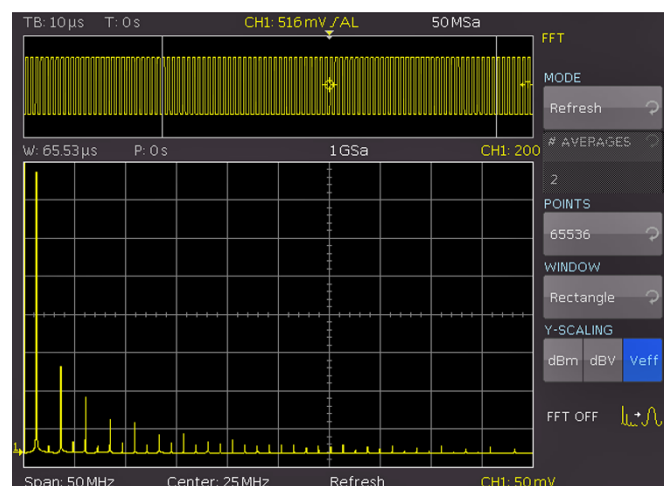 TB: 10 µs T: 0 s CH1: 516 mV / AL 50 MSa
FFT
MODE
Refresh
# AVERAGES
2
W: 65.53 µs P: 0 s 1 GSa CH1: 200
POINTS
65536
WINDOW
Rectangle
Y-SCALING
dBm dBV Veff
FFT OFF
1
Span: 50 MHz Center: 25 MHz Refresh CH1: 50 mV